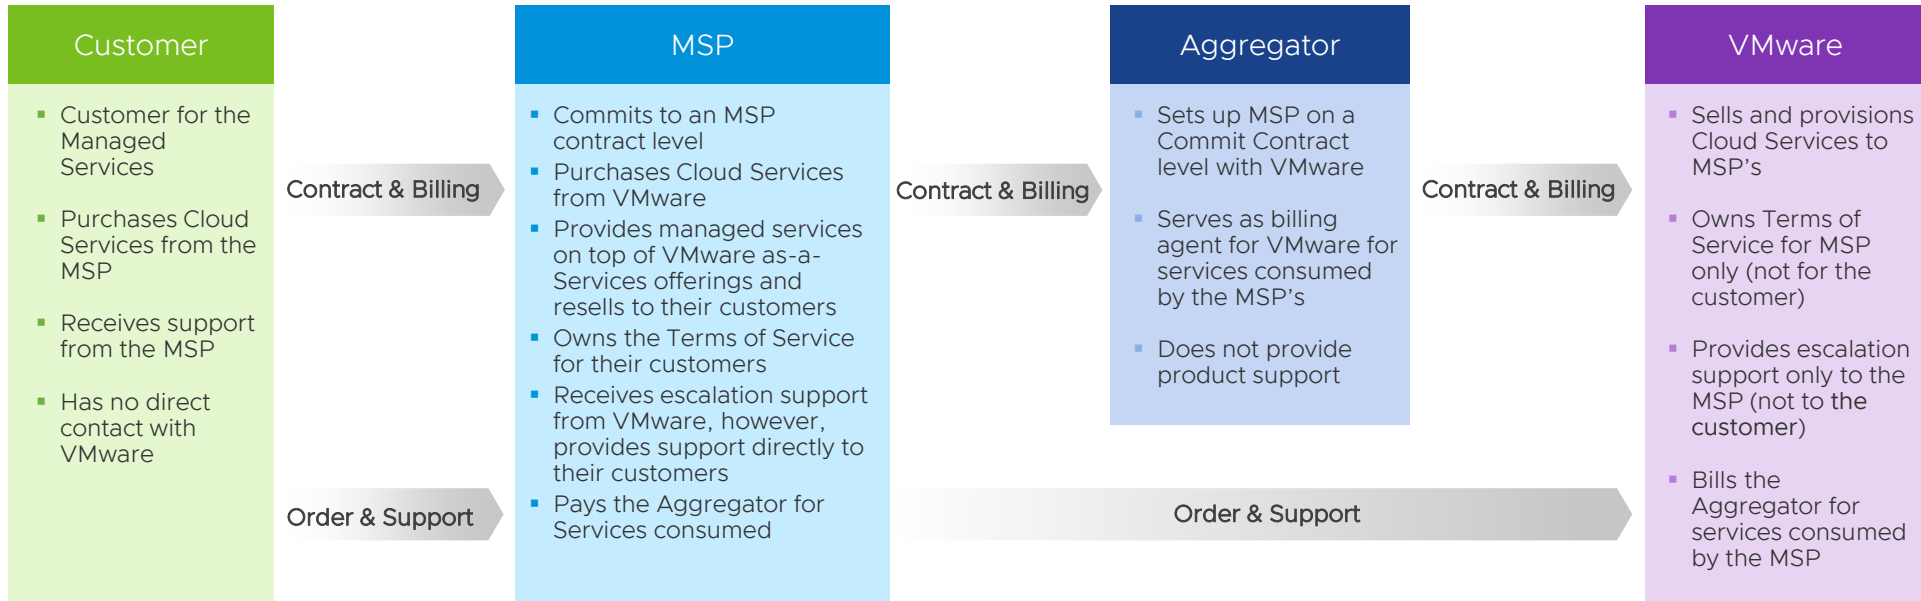 Customer
▪ Customer for the
Managed
Services
▪ Purchases Cloud
Services from the
MSP
▪ Receives support
from the MSP
▪ Has no direct
contact with
VMware
Contract & Billing
Order & Support
MSP
▪ Commits to an MSP
contract level
▪ Purchases Cloud Services
from VMware
▪ Provides managed services
on top of VMware as-a-
Services offerings and
resells to their customers
▪ Owns the Terms of Service
for their customers
▪ Receives escalation support
from VMware, however,
provides support directly to
their customers
▪ Pays the Aggregator for
Services consumed
Contract & Billing
Order & Support
Aggregator
▪ Sets up MSP on a
Commit Contract
level with VMware
▪ Serves as billing
agent for VMware for
services consumed
by the MSP's
▪ Does not provide
product support
Contract & Billing
VMware
▪ Sells and provisions
Cloud Services to
MSP's
▪ Owns Terms of
Service for MSP
only (not for the
customer)
▪ Provides escalation
support only to the
MSP (not to the
customer)
▪ Bills the
Aggregator for
services consumed
by the MSP